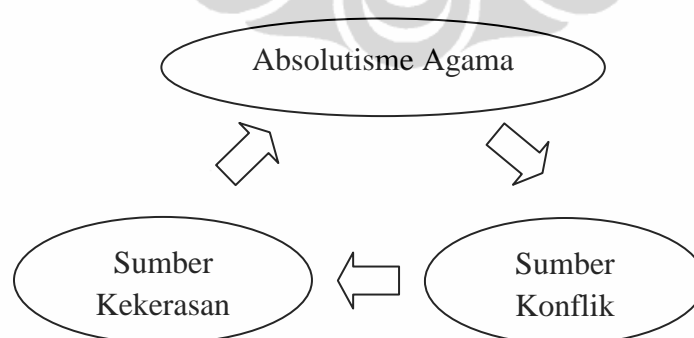 Absolutisme Agama
Sumber
Kekerasan
Sumber
Konflik